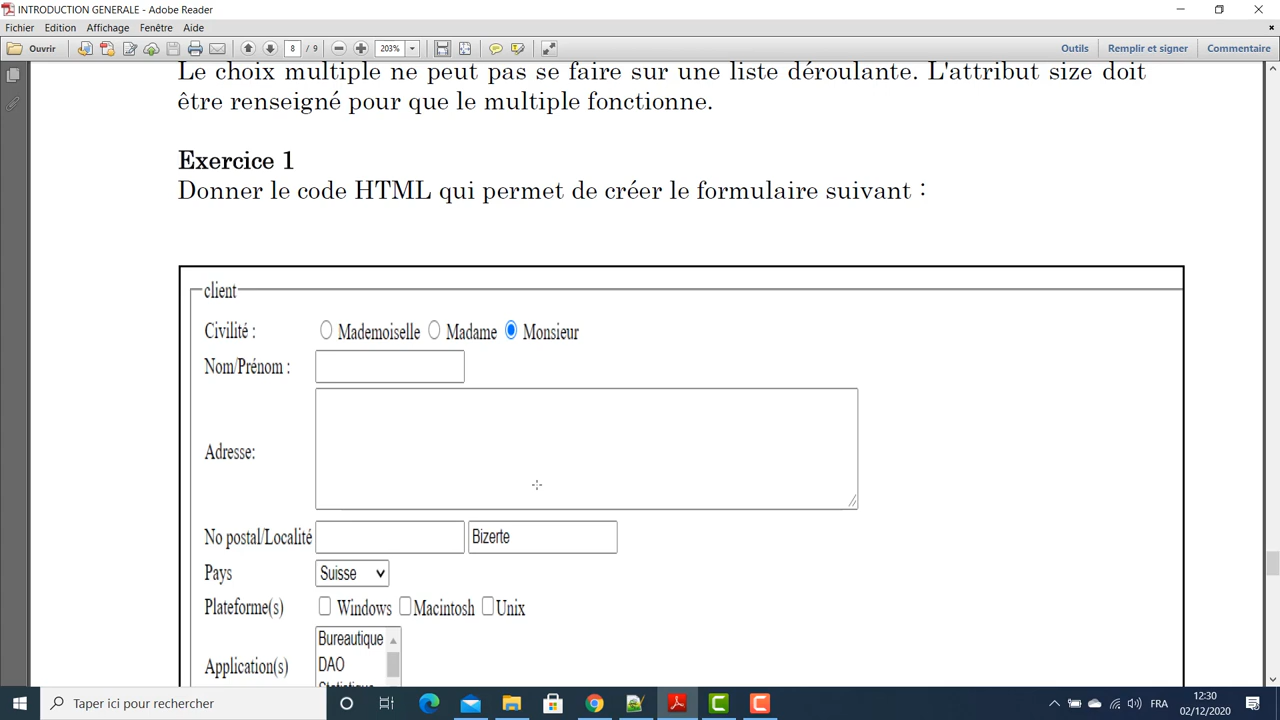 INTRODUCTION GENERALE - Adobe Reader
Fichier Edition Affichage Fenêtre Aide
Ouvrir 8 / 9 203% Outils Remplir et signer Commentaire
Le choix multiple ne peut pas se faire sur une liste déroulante. L'attribut size doit
être renseigné pour que le multiple fonctionne.
Exercice 1
Donner le code HTML qui permet de créer le formulaire suivant :
client
Civilité : Mademoiselle Madame Monsieur
Nom/Prénom :
Adresse:
No postal/Localité Bizerte
Pays Suisse
Plateforme(s) Windows Macintosh Unix
Bureautique
Application(s) DAO
Statistique
Taper ici pour rechercher
FRA
12:30
02/12/2020